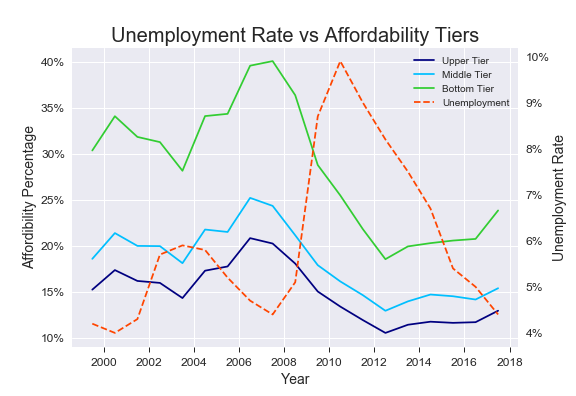 Unemployment Rate vs Affordability Tiers
Upper Tier
Middle Tier
Bottom Tier
Unemployment
40%
35%
30%
25%
20%
15%
10%
Affordibility Percentage
10%
9%
8%
7%
6%
5%
4%
Unemployment Rate
2000 2002 2004 2006 2008 2010 2012 2014 2016 2018
Year